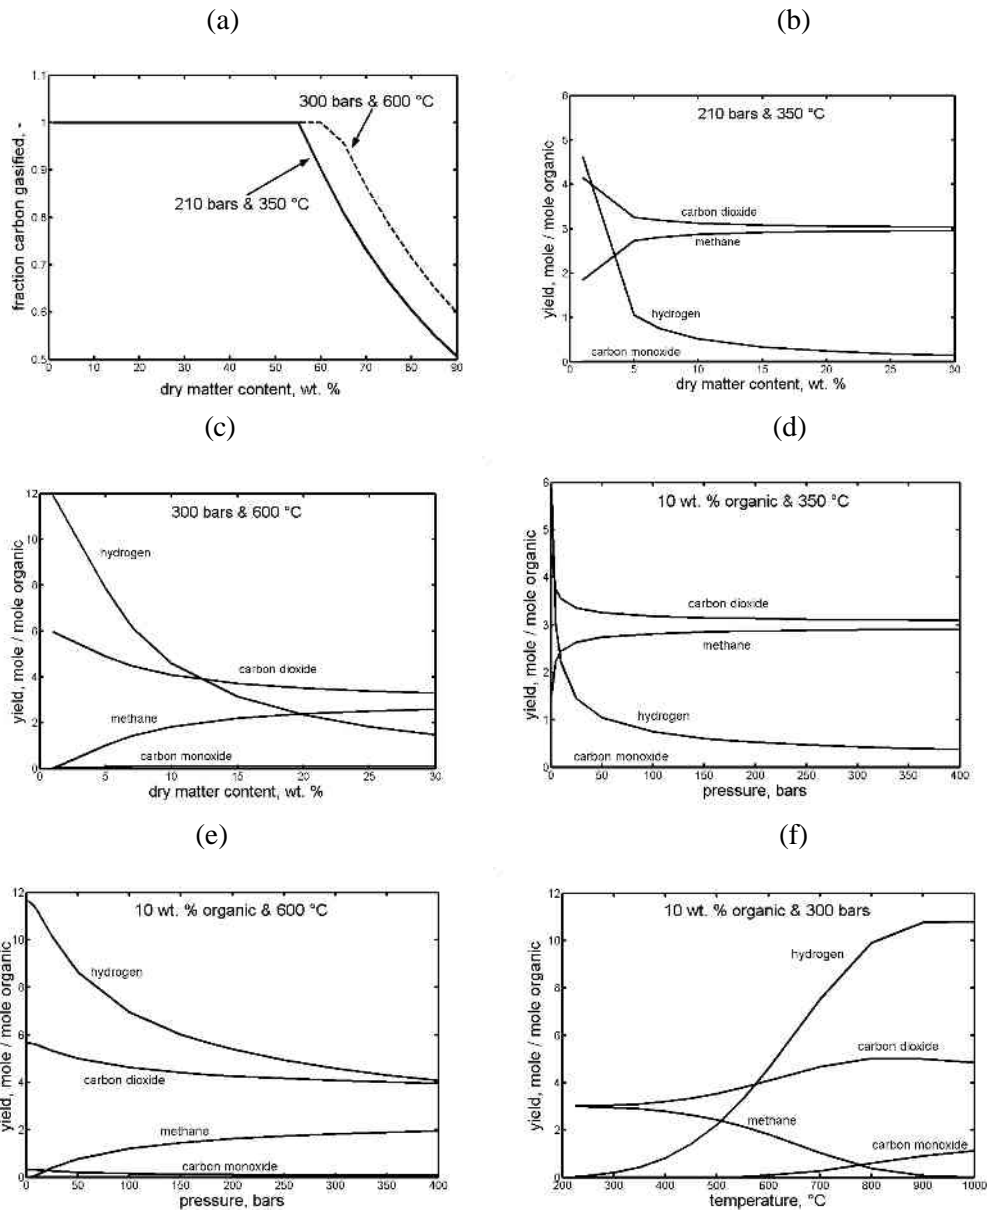 (a)
1.1
1
0.9
0.8
0.7
0.6
0.5
300 bars & 600 °C
210 bars & 350 °C
fraction carbon gasified, -
0 10 20 30 40 50 60 70 80 90
dry matter content, wt. %
(b)
6
5
4
3
2
1
0
210 bars & 350 °C
carbon dioxide
methane
hydrogen
carbon monoxide
yield, mole / mole organic
5 10 15 20 25 30
dry matter content, wt. %
(c)
12
10
8
6
4
2
0
300 bars & 600 °C
hydrogen
carbon dioxide
methane
carbon monoxide
yield, mole / mole organic
0 5 10 15 20 25 30
dry matter content, wt. %
(d)
6
5
4
3
2
1
0
10 wt. % organic & 350 °C
carbon dioxide
methane
hydrogen
carbon monoxide
yield, mole / mole organic
0 50 100 150 200 250 300 350 400
pressure, bars
(e)
12
10
8
6
4
2
0
10 wt. % organic & 600 °C
hydrogen
carbon dioxide
methane
carbon monoxide
yield, mole / mole organic
0 50 100 150 200 250 300 350 400
pressure, bars
(f)
12
10
8
6
4
2
0
10 wt. % organic & 300 bars
hydrogen
carbon dioxide
methane
carbon monoxide
yield, mole / mole organic
200 300 400 500 600 700 800 900 1000
temperature, °C